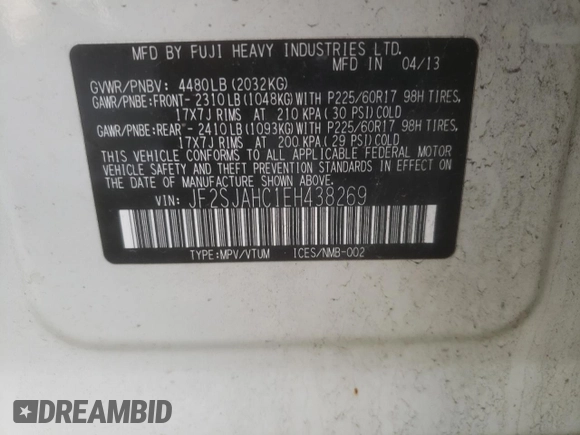 MFD BY FUJI HEAVY INDUSTRIES LTD.
MFD IN 04/13
GVWR/PNBV: 4480LB (2032KG)
GAWR/PNBE:FRONT- 2310LB (1048KG)WITH P225/60R17 98H TIRES,
17X7J RIMS AT 210 KPA (30 PSI)COLD
GAWR/PNBE:REAR- 2410LB (1093KG)WITH P225/60R17 98H TIRES,
17X7J RIMS AT 200 KPA (29 PSI)COLD
THIS VEHICLE CONFORMS TO ALL APPLICABLE FEDERAL MOTOR
VEHICLE SAFETY AND THEFT PREVENTION STANDARDS IN EFFECT
ON THE DATE OF MANUFACTURE SHOWN ABOVE.
VIN: JF2SJAHC1EH438269
TYPE:MPV/VTUM ICES/NMB-002
DREAMBID